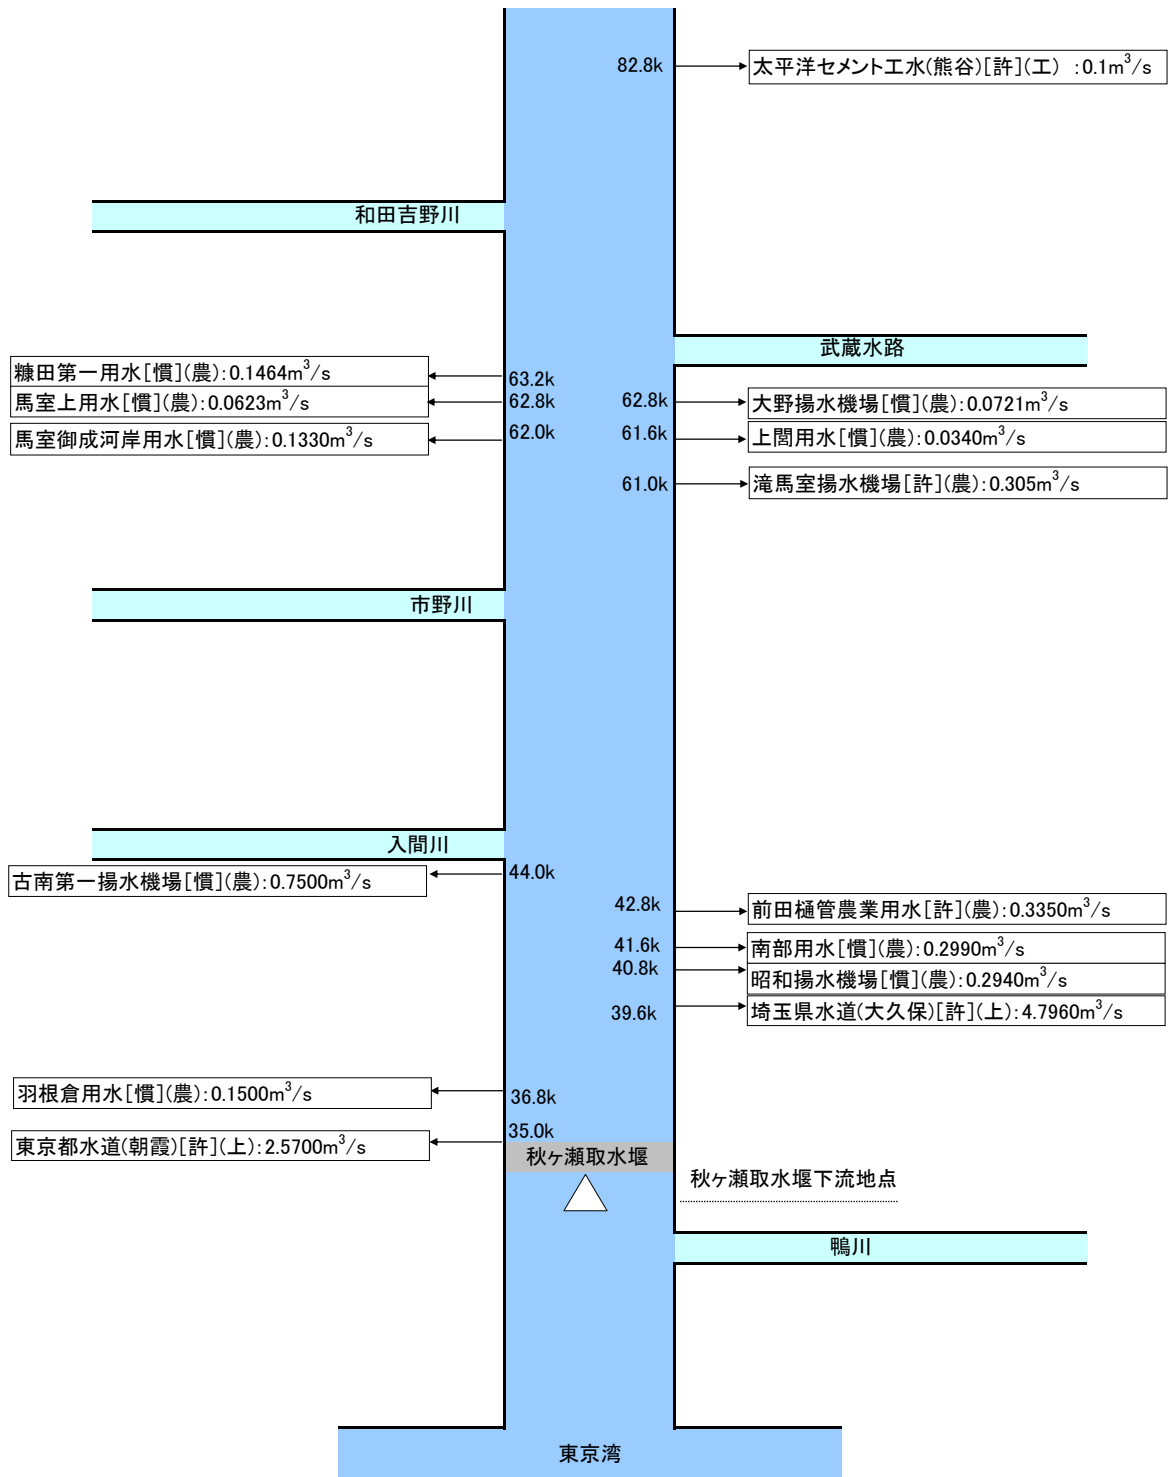 82.8k
太平洋セメント工水(熊谷)[許](工) :0.1m³/s
和田吉野川
武蔵水路
糠田第一用水[慣](農):0.1464m³/s
63.2k
馬室上用水[慣](農):0.0623m³/s
62.8k
62.8k
大野揚水機場[慣](農):0.0721m³/s
馬室御成河岸用水[慣](農):0.1330m³/s
62.0k
61.6k
上閭用水[慣](農):0.0340m³/s
61.0k
滝馬室揚水機場[許](農):0.305m³/s
市野川
入間川
古南第一揚水機場[慣](農):0.7500m³/s
44.0k
42.8k
前田樋管農業用水[許](農):0.3350m³/s
41.6k
南部用水[慣](農):0.2990m³/s
40.8k
昭和揚水機場[慣](農):0.2940m³/s
39.6k
埼玉県水道(大久保)[許](上):4.7960m³/s
羽根倉用水[慣](農):0.1500m³/s
36.8k
東京都水道(朝霞)[許](上):2.5700m³/s
35.0k
秋ヶ瀬取水堰
秋ヶ瀬取水堰下流地点
鴨川
東京湾